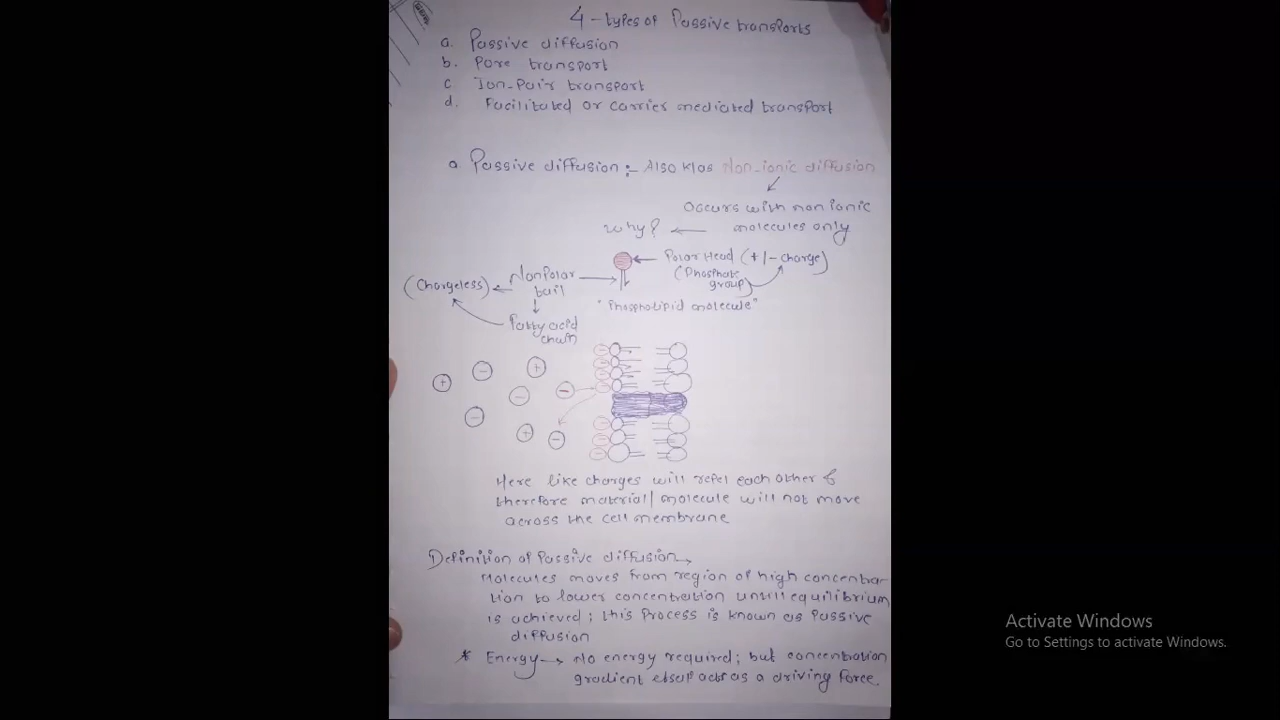 4-types of Passive transports
a. Passive diffusion
b. Pore transport
c Ion-Pair transport
d. Facilitated or carrier mediated transport
a Passive diffusion :- Also K/as Non-ionic diffusion
Occurs with non ionic
molecules only
Why?
Polar Head (+/- charge)
(Phosphate
group)
(Chargeless)
NonPolar
tail
"Phospholipid molecule"
Fatty acid
chain
Here like charges will repel each other &
therefore material/molecule will not move
across the cell membrane
Definition of Passive diffusion
Molecules moves from region of high concentra-
tion to lower concentration untill equilibrium
is achieved; this Process is known as Passive
diffusion
* Energy → No energy required; but concentration
gradient acts as a driving force.
Activate Windows
Go to Settings to activate Windows.